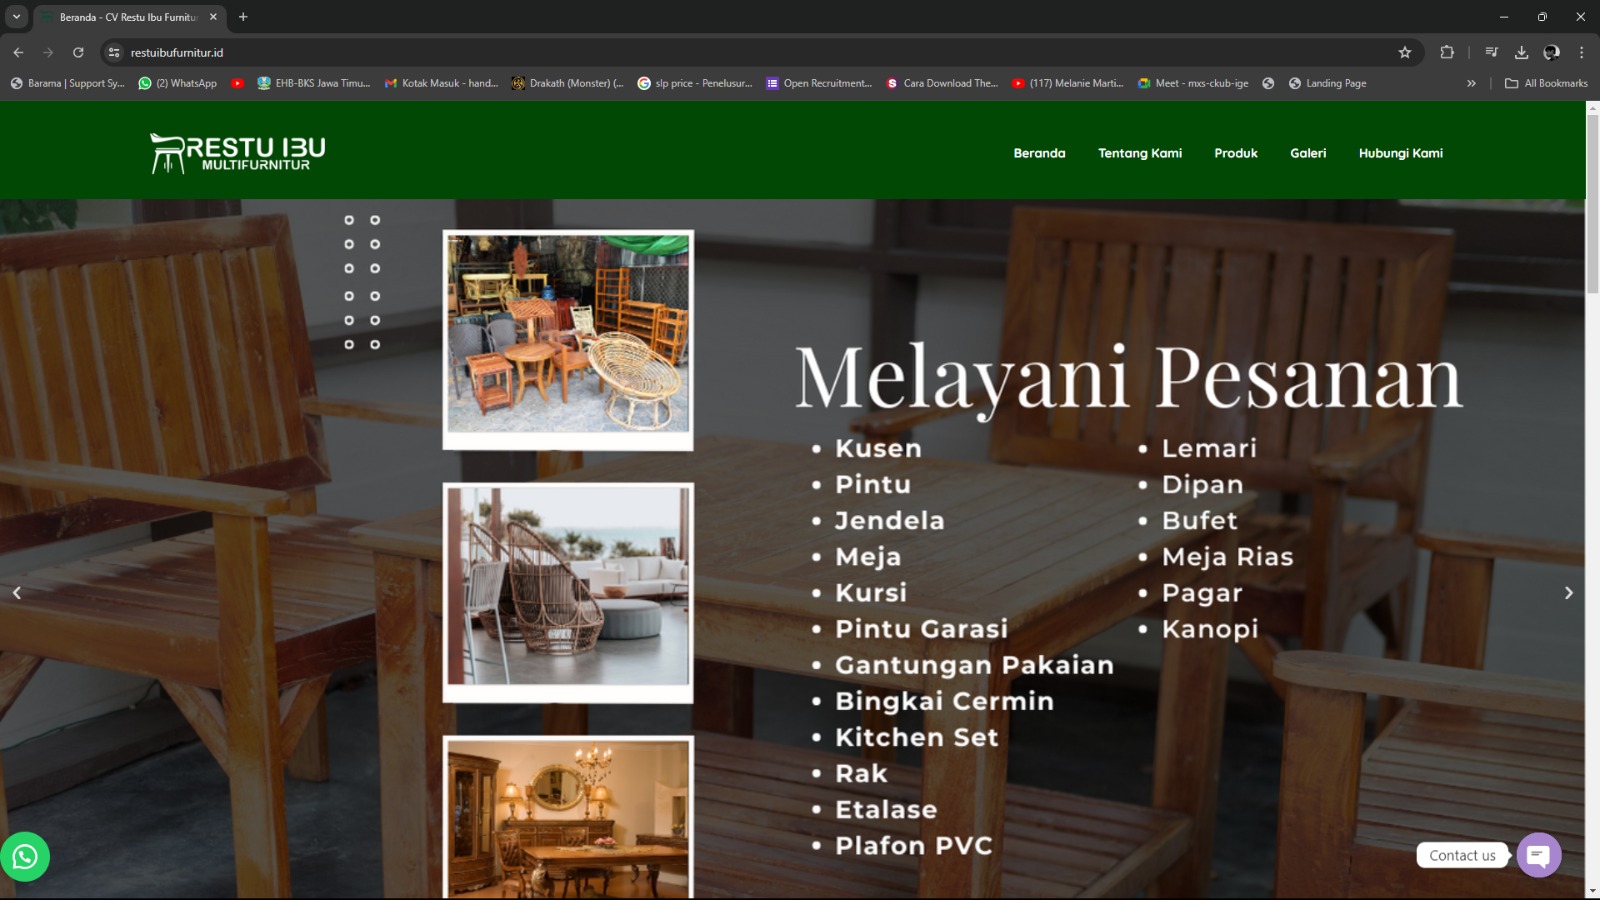 Beranda - CV Restu Ibu Furnitur
restuibufurnitur.id
Barama | Support Sy...
(2) WhatsApp
EHB-BKS Jawa Timu...
Kotak Masuk - hand...
Drakath (Monster) (...
slp price - Penelusur...
Open Recruitment...
Cara Download The...
(117) Melanie Marti...
Meet - mxs-ckub-ige
Landing Page
All Bookmarks
RESTU IBU
MULTIFURNITUR
Beranda
Tentang Kami
Produk
Galeri
Hubungi Kami
Melayani Pesanan
• Kusen
• Pintu
• Jendela
• Meja
• Kursi
• Pintu Garasi
• Gantungan Pakaian
• Bingkai Cermin
• Kitchen Set
• Rak
• Etalase
• Plafon PVC
• Lemari
• Dipan
• Bufet
• Meja Rias
• Pagar
• Kanopi
Contact us